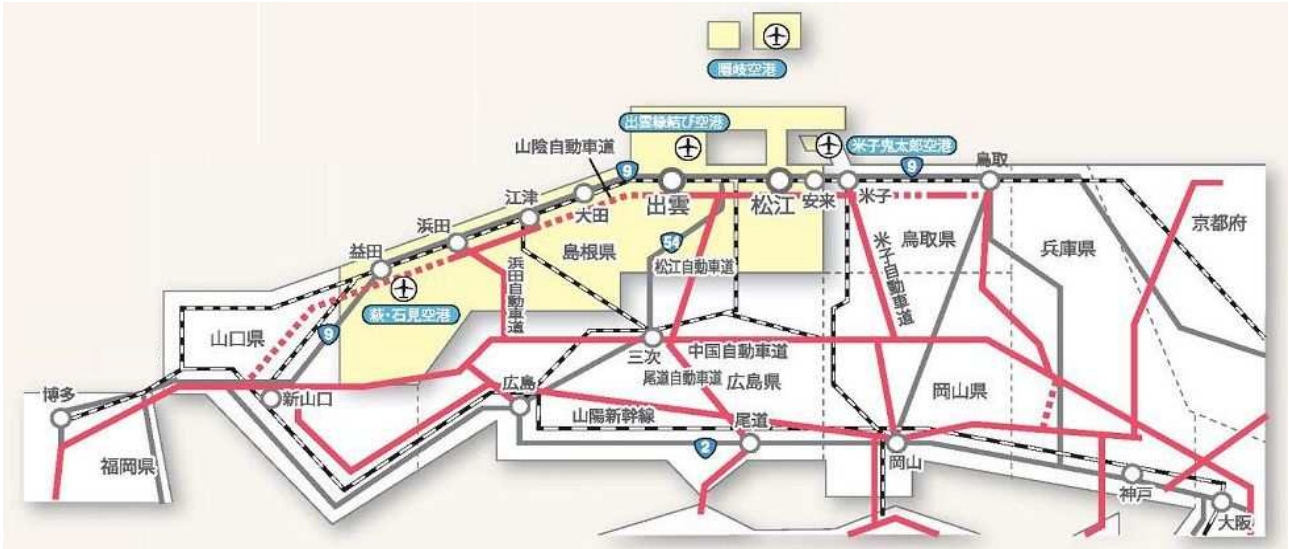 隠岐空港
出雲縁結び空港
米子鬼太郎空港
山陰自動車道
9
9
鳥取
江津
大田
出雲
松江
安来
米子
浜田
京都府
益田
島根県
54
鳥取県
兵庫県
松江自動車道
浜田自動車道
米子自動車道
萩・石見空港
9
山口県
三次
中国自動車道
尾道自動車道
広島県
岡山県
博多
新山口
広島
山陽新幹線
尾道
2
岡山
福岡県
神戸
大阪